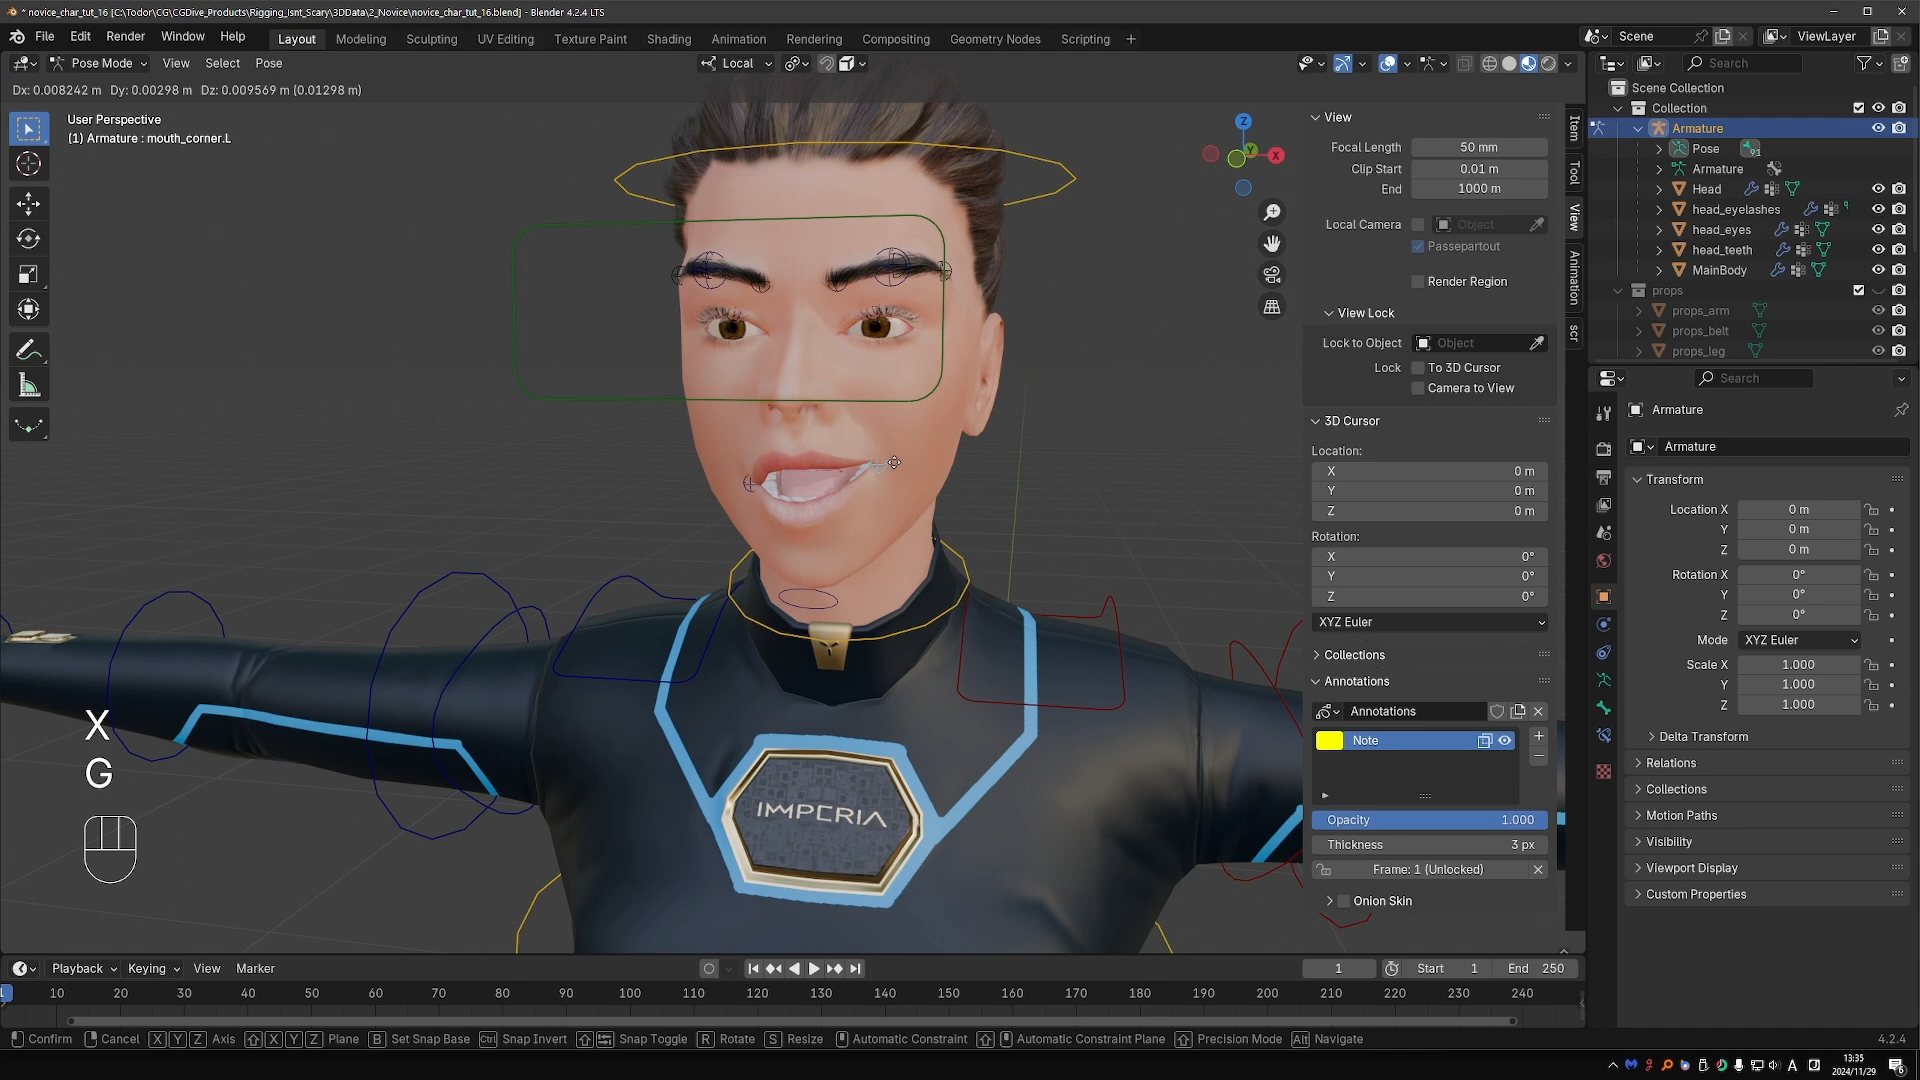 * novice_char_tut_16 [C:\Todor\CG\CGDive_Products\Rigging_Isnt_Scary\3DData\2_Novice\novice_char_tut_16.blend] - Blender 4.2.4 LTS
File Edit Render Window Help Layout Modeling Sculpting UV Editing Texture Paint Shading Animation Rendering Compositing Geometry Nodes Scripting + Scene ViewLayer
Pose Mode View Select Pose Local Search
Dx: 0.008242 m Dy: 0.00298 m Dz: 0.009569 m (0.01298 m)
User Perspective
(1) Armature : mouth_corner.L
Z
Y
X
View
Focal Length 50 mm
Clip Start 0.01 m
End 1000 m
Local Camera Object
Passepartout
Render Region
View Lock
Lock to Object Object
Lock To 3D Cursor
Camera to View
3D Cursor
Location:
X 0 m
Y 0 m
Z 0 m
Rotation:
X 0°
Y 0°
Z 0°
XYZ Euler
Collections
Annotations
Annotations
Note
Opacity 1.000
Thickness 3 px
Frame: 1 (Unlocked)
Onion Skin
Item
Tool
View
Animation
scr
Scene Collection
Collection
Armature
Pose 91
Armature
Head
head_eyelashes
head_eyes
head_teeth
MainBody
props
props_arm
props_belt
props_leg
Search
Armature
Armature
Transform
Location X 0 m
Y 0 m
Z 0 m
Rotation X 0°
Y 0°
Z 0°
Mode XYZ Euler
Scale X 1.000
Y 1.000
Z 1.000
Delta Transform
Relations
Collections
Motion Paths
Visibility
Viewport Display
Custom Properties
X
G
IMPERIA
Playback Keying View Marker 1 Start 1 End 250
1 10 20 30 40 50 60 70 80 90 100 110 120 130 140 150 160 170 180 190 200 210 220 230 240
Confirm Cancel X Y Z Axis X Y Z Plane B Set Snap Base Ctrl Snap Invert Snap Toggle R Rotate S Resize Automatic Constraint Automatic Constraint Plane Precision Mode Alt Navigate 4.2.4
A 13:35
2024/11/29
6